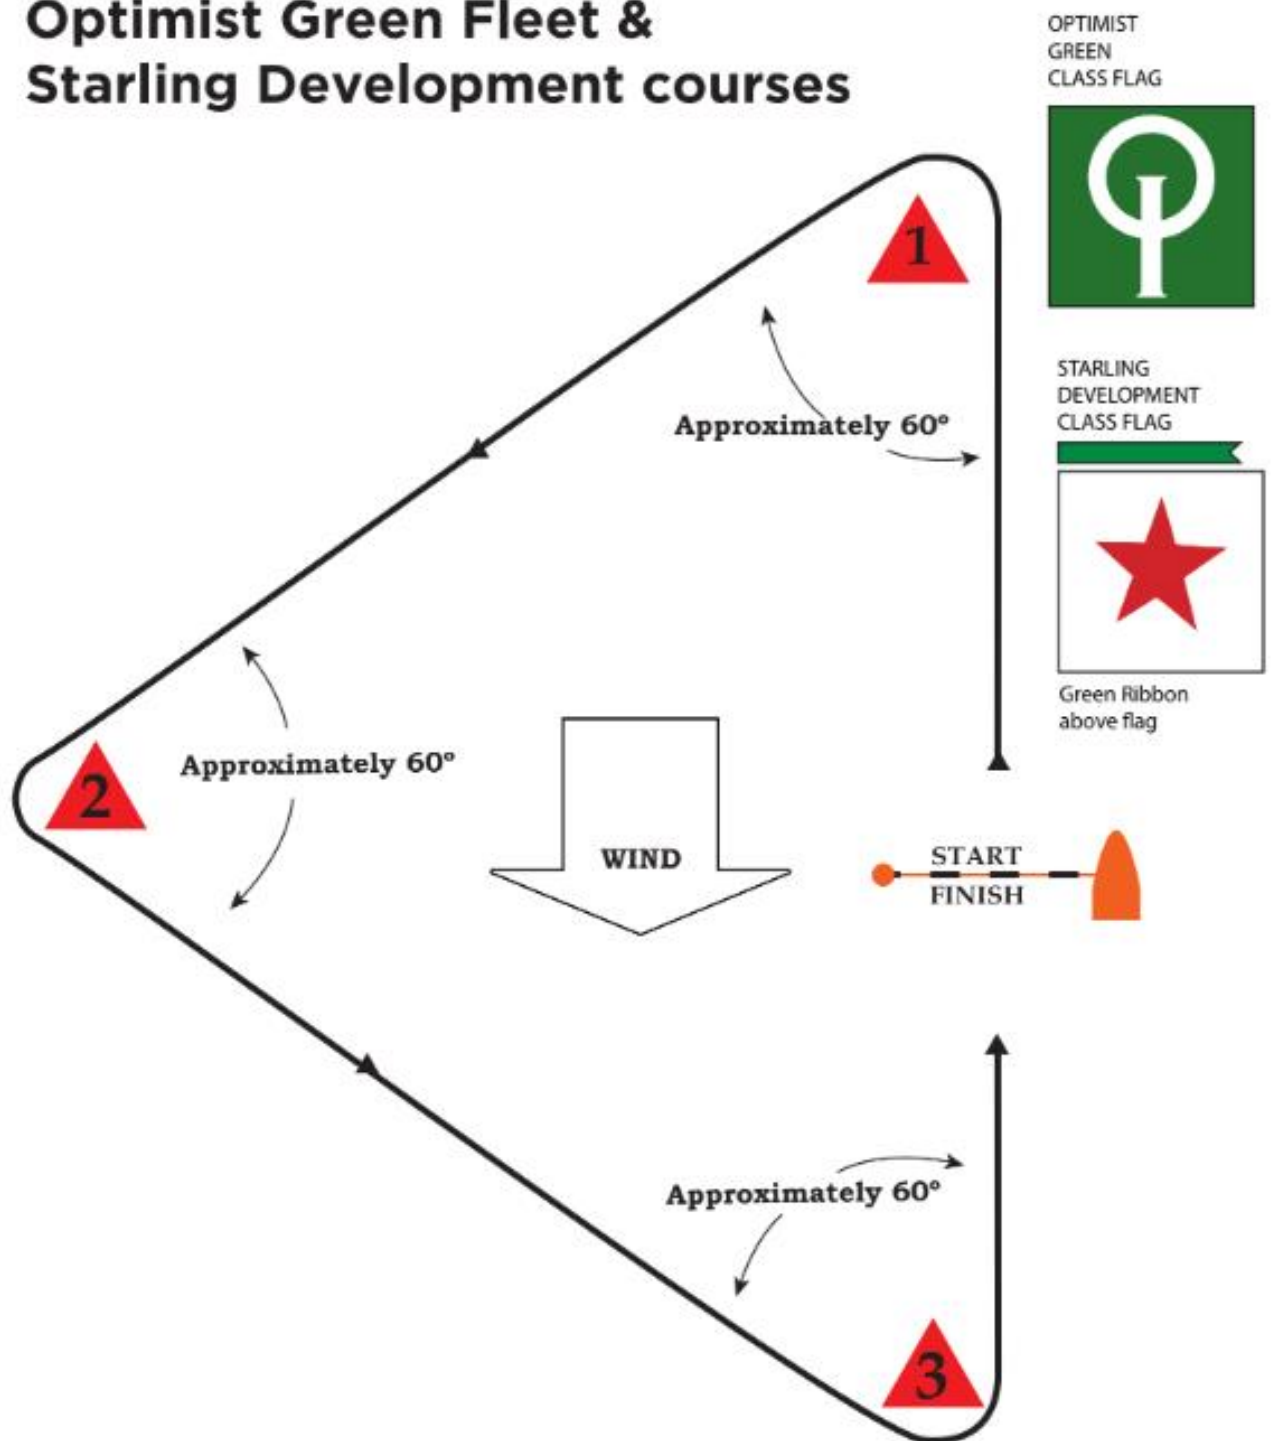 Optimist Green Fleet &
Starling Development courses
OPTIMIST
GREEN
CLASS FLAG
1
Approximately 60º
STARLING
DEVELOPMENT
CLASS FLAG
Green Ribbon
above flag
2
Approximately 60º
WIND
START
FINISH
Approximately 60º
3